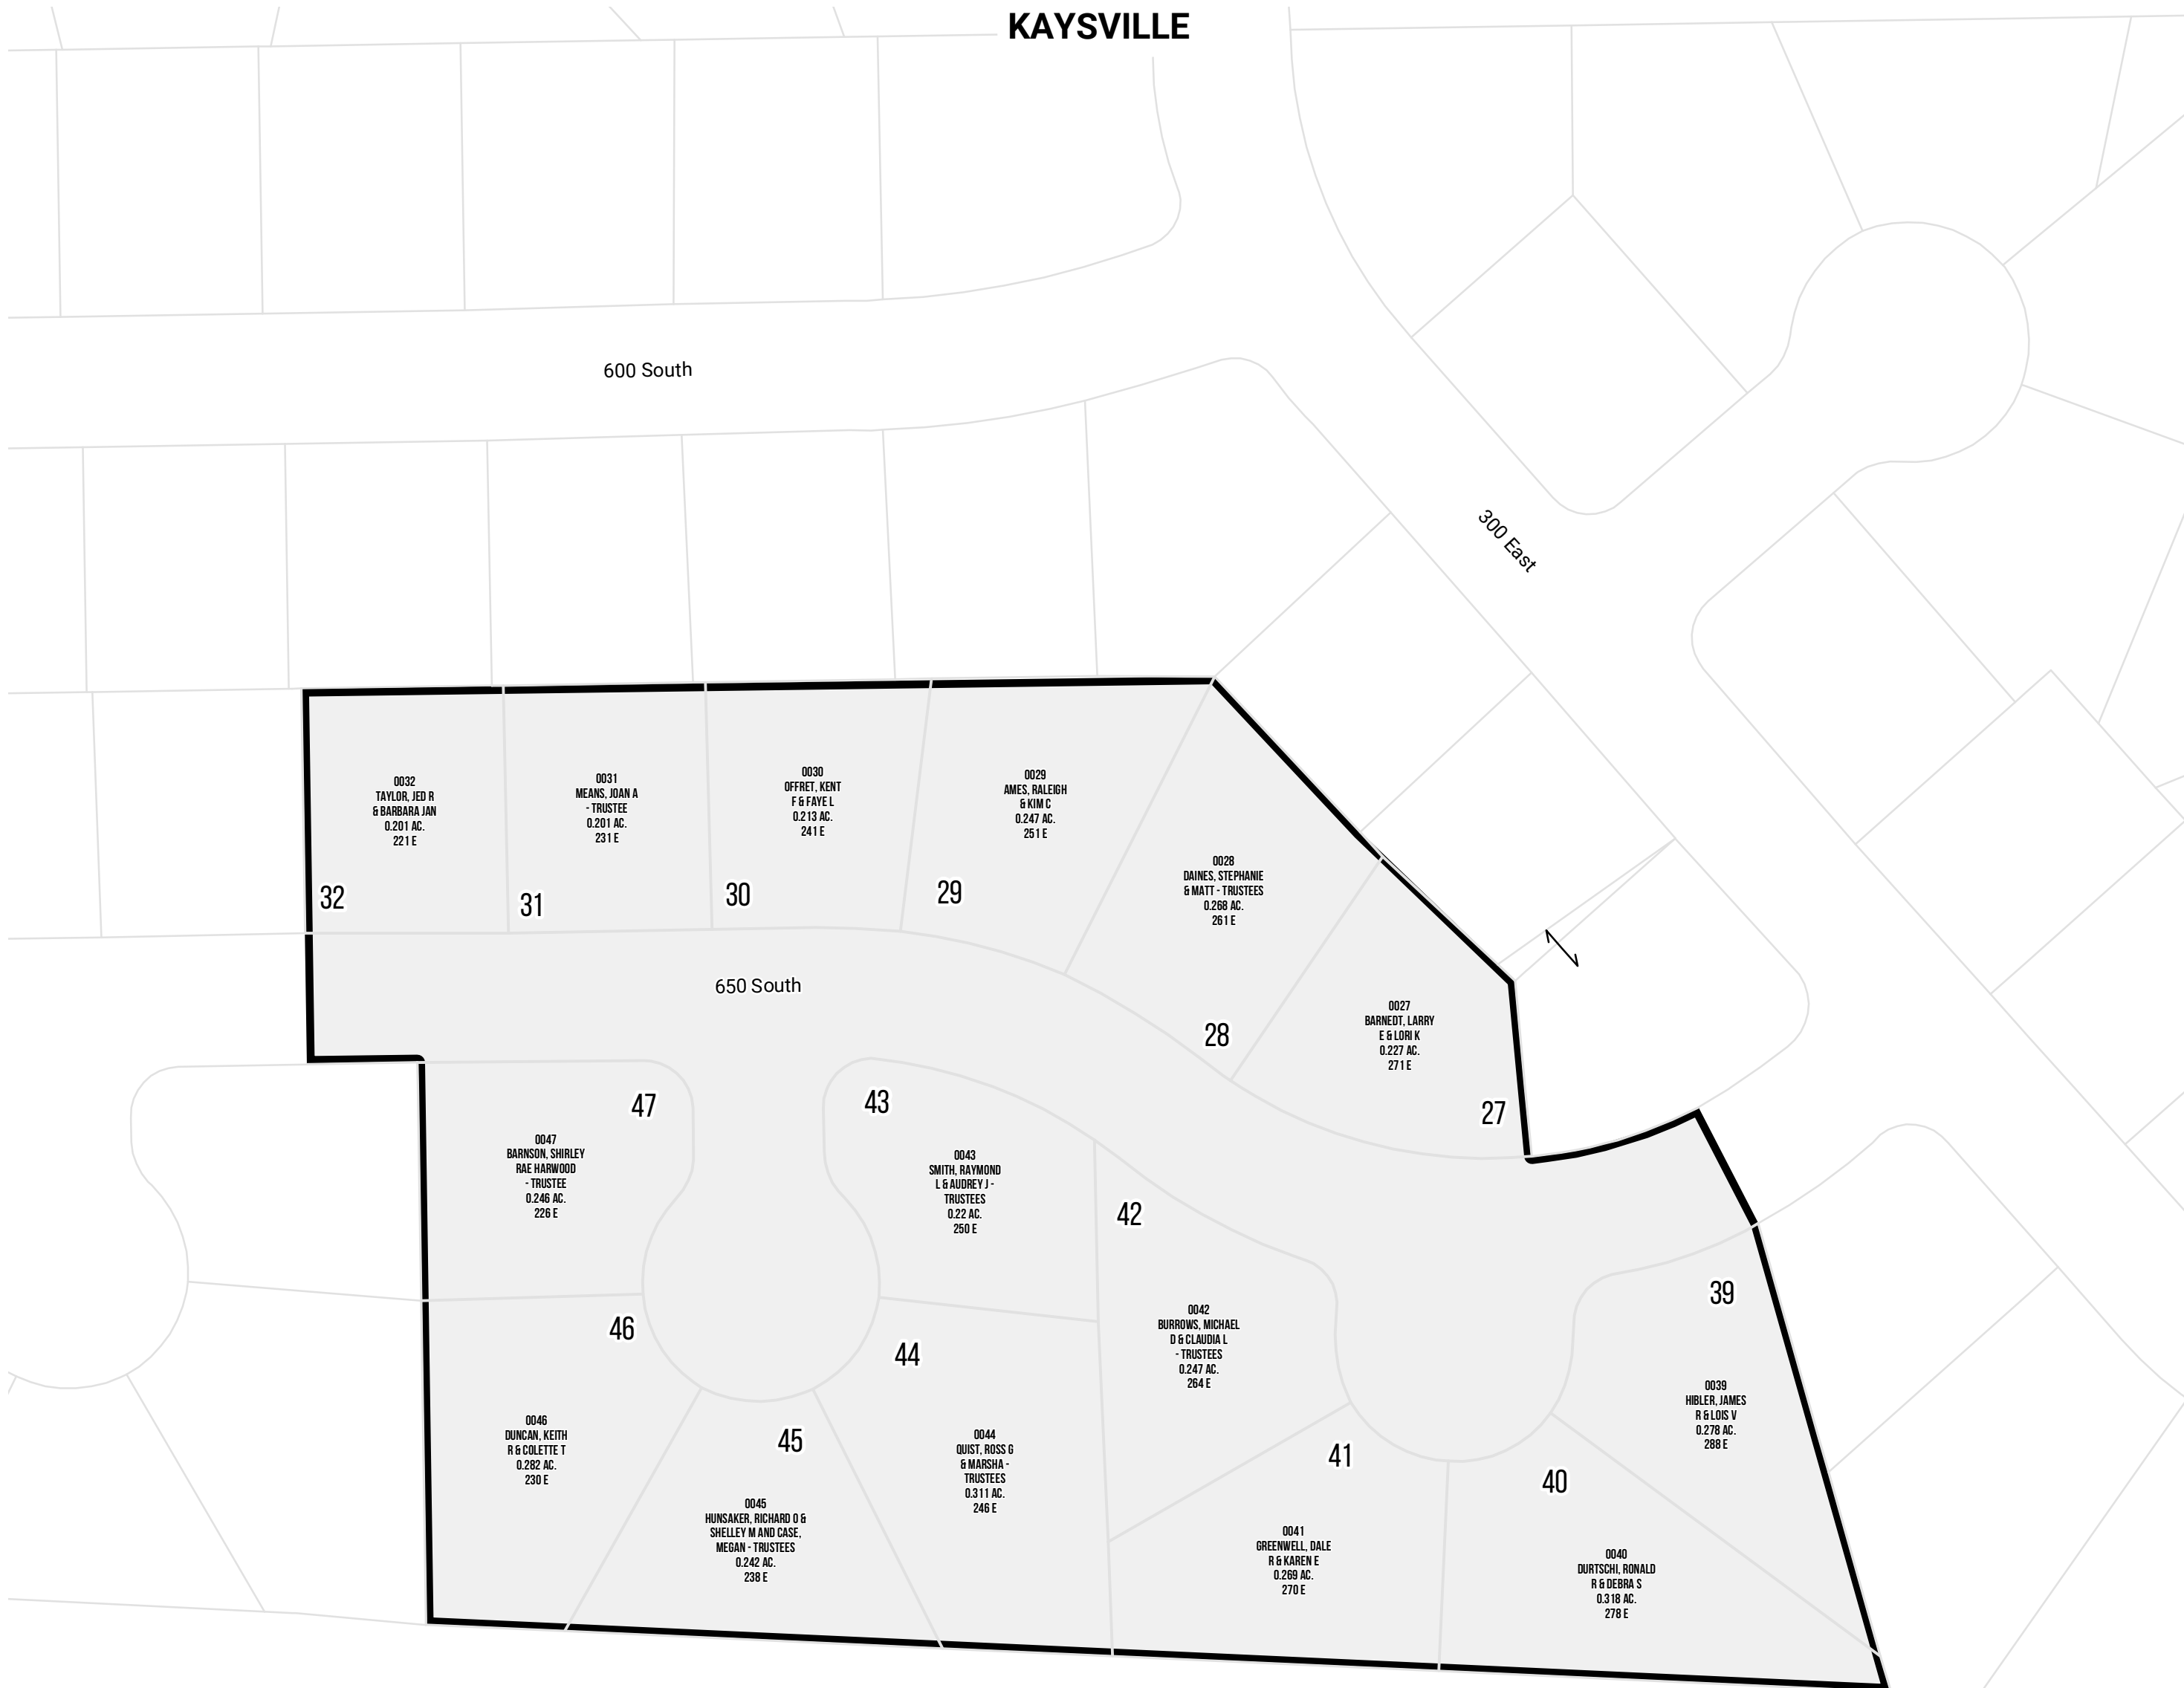 KAYSVILLE
600 South
300 East
0032
TAYLOR, JED R
& BARBARA JAN
0.201 AC.
221 E
32
0031
MEANS, JOAN A
- TRUSTEE
0.201 AC.
231 E
31
0030
OFFRET, KENT
F & FAYE L
0.213 AC.
241 E
30
0029
AMES, RALEIGH
& KIM C
0.247 AC.
251 E
29
0028
DAINES, STEPHANIE
& MATT - TRUSTEES
0.268 AC.
261 E
28
0027
BARNEDT, LARRY
E & LORI K
0.227 AC.
271 E
27
650 South
47
0047
BARNSON, SHIRLEY
RAE HARWOOD
- TRUSTEE
0.246 AC.
226 E
43
0043
SMITH, RAYMOND
L & AUDREY J -
TRUSTEES
0.22 AC.
250 E
42
0042
BURROWS, MICHAEL
D & CLAUDIA L
- TRUSTEES
0.247 AC.
264 E
39
0039
HIBLER, JAMES
R & LOIS V
0.278 AC.
288 E
46
0046
DUNCAN, KEITH
R & COLETTE T
0.282 AC.
230 E
45
0045
HUNSAKER, RICHARD O &
SHELLEY M AND CASE,
MEGAN - TRUSTEES
0.242 AC.
238 E
44
0044
QUIST, ROSS G
& MARSHA -
TRUSTEES
0.311 AC.
246 E
41
0041
GREENWELL, DALE
R & KAREN E
0.269 AC.
270 E
40
0040
DURTSCHI, RONALD
R & DEBRA S
0.318 AC.
278 E